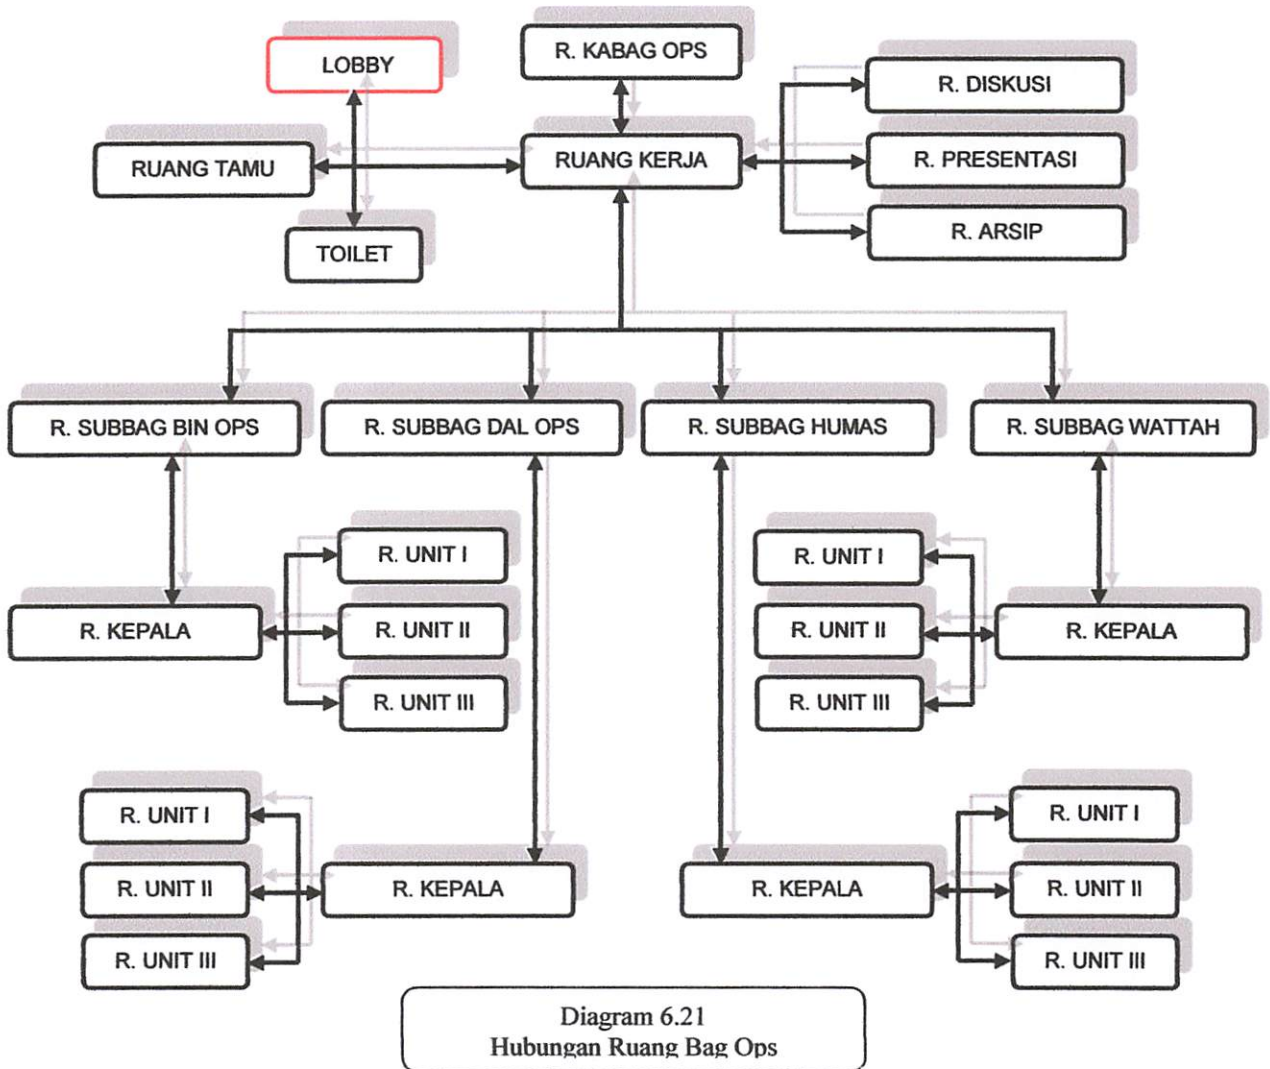 LOBBY
R. KABAG OPS
R. DISKUSI
RUANG TAMU
RUANG KERJA
R. PRESENTASI
TOILET
R. ARSIP
R. SUBBAG BIN OPS
R. SUBBAG DAL OPS
R. SUBBAG HUMAS
R. SUBBAG WATTAH
R. UNIT I
R. UNIT I
R. KEPALA
R. UNIT II
R. UNIT II
R. KEPALA
R. UNIT III
R. UNIT III
R. UNIT I
R. UNIT I
R. UNIT II
R. KEPALA
R. KEPALA
R. UNIT II
R. UNIT III
R. UNIT III
Diagram 6.21
Hubungan Ruang Bag Ops